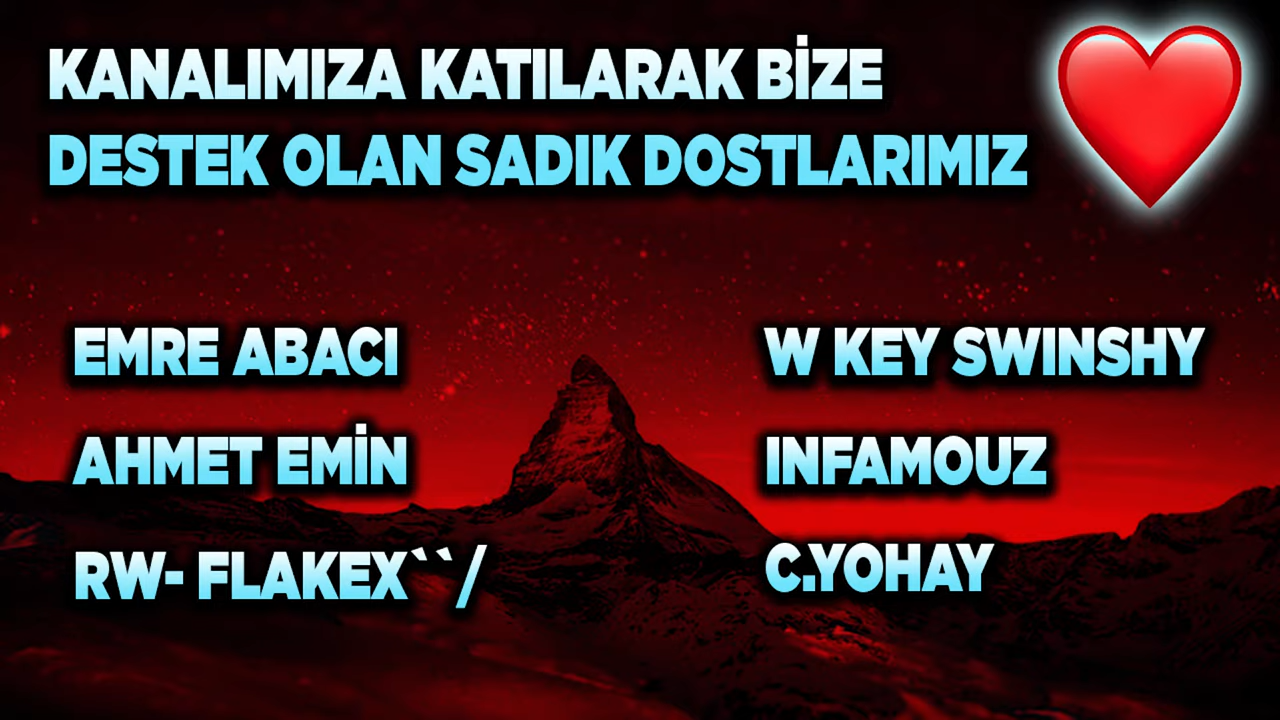 KANALIMIZA KATILARAK BİZE
DESTEK OLAN SADIK DOSTLARIMIZ
EMRE ABACI
AHMET EMİN
RW- FLAKEX``/
W KEY SWINSHY
INFAMOUZ
C.YOHAY